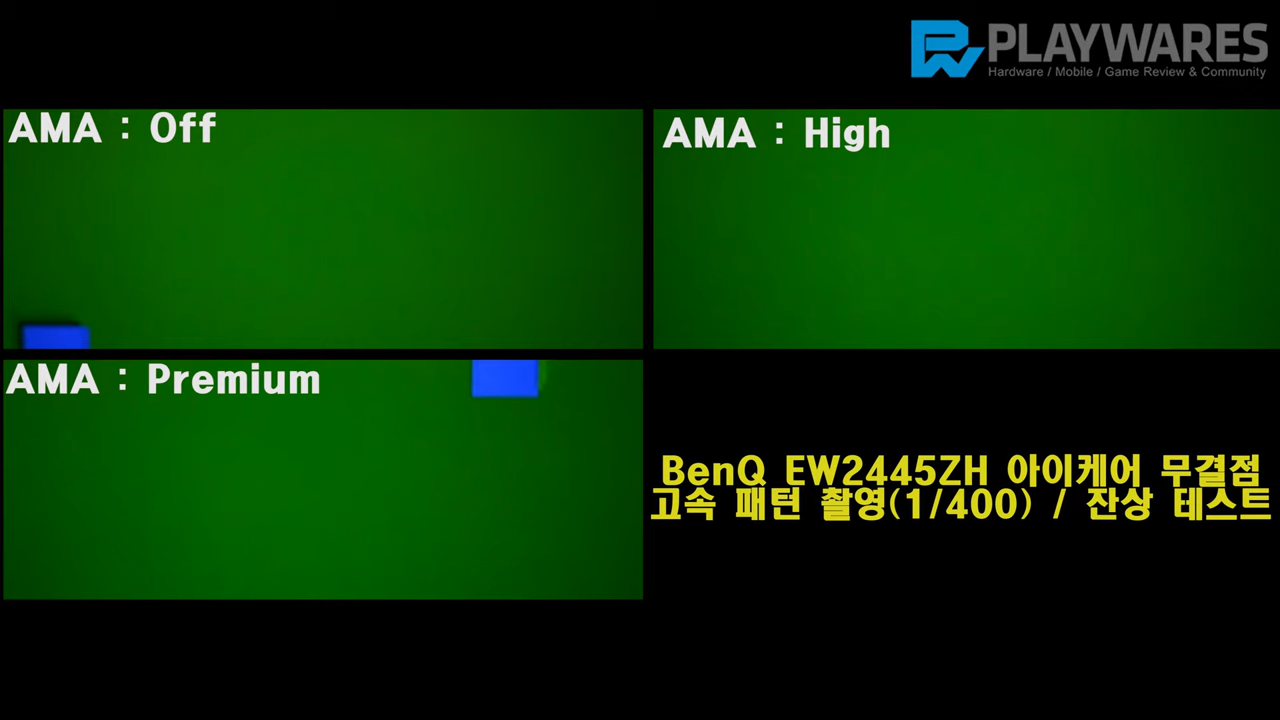 PLAYWARES
Hardware / Mobile / Game Review & Community
AMA : Off
AMA : High
AMA : Premium
BenQ EW2445ZH 아이케어 무결점
고속 패턴 촬영(1/400) / 잔상 테스트